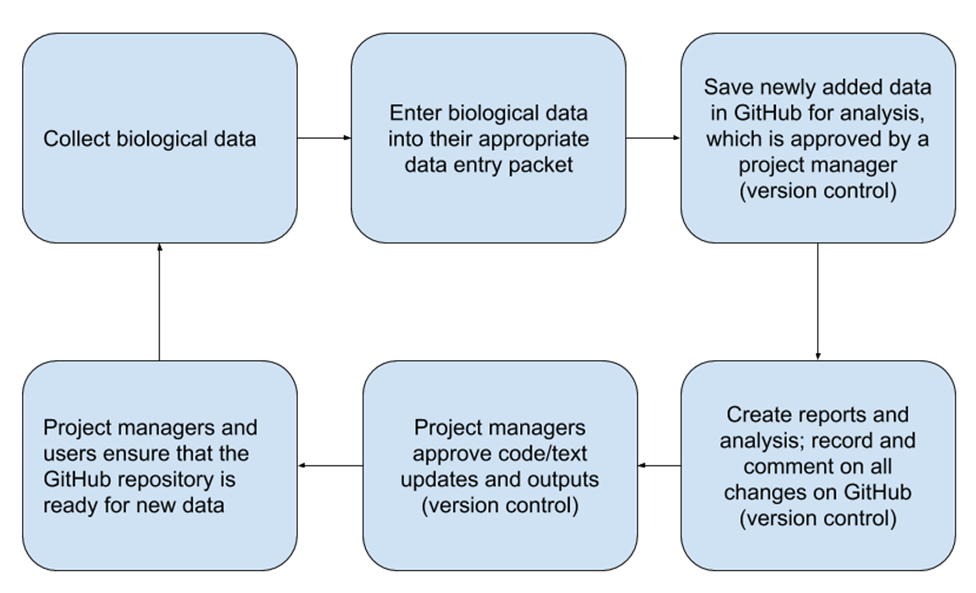 Collect biological data
Enter biological data
into their appropriate
data entry packet
Save newly added data
in GitHub for analysis,
which is approved by a
project manager
(version control)
Project managers and
users ensure that the
GitHub repository is
ready for new data
Project managers
approve code/text
updates and outputs
(version control)
Create reports and
analysis; record and
comment on all
changes on GitHub
(version control)